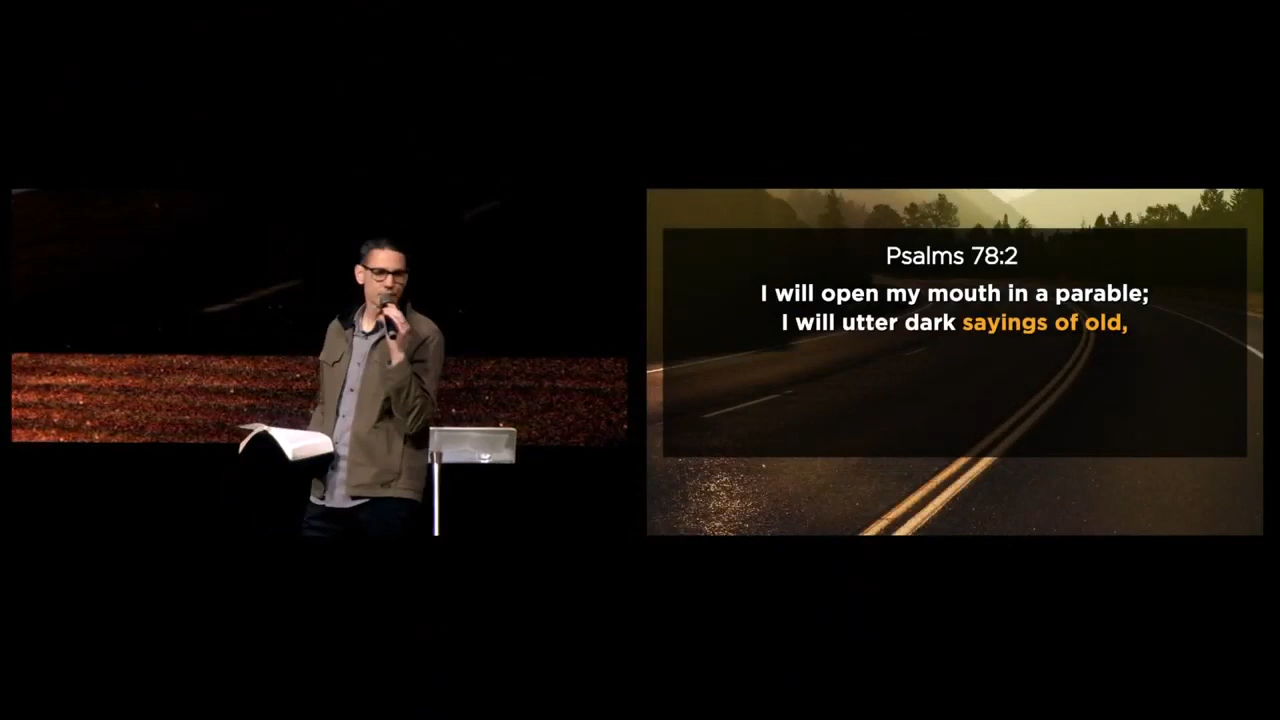 Psalms 78:2
I will open my mouth in a parable;
I will utter dark sayings of old,